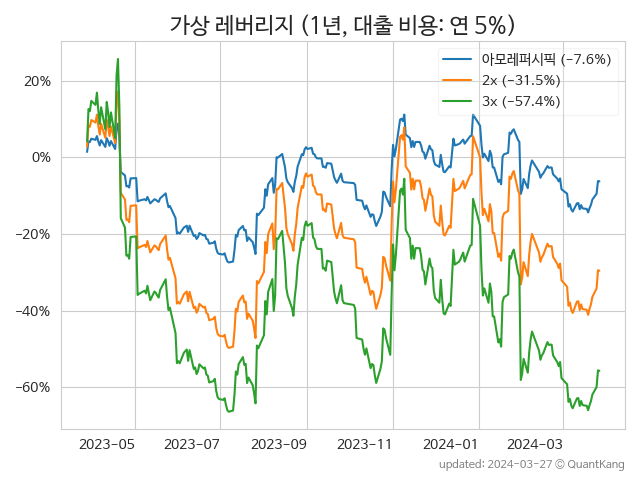 가상 레버리지 (1년, 대출 비용: 연 5%)
아모레퍼시픽 (−7.6%)
2x (−31.5%)
3x (−57.4%)
20%
0%
−20%
−40%
−60%
2023-05
2023-07
2023-09
2023-11
2024-01
2024-03
updated: 2024-03-27 © QuantKang